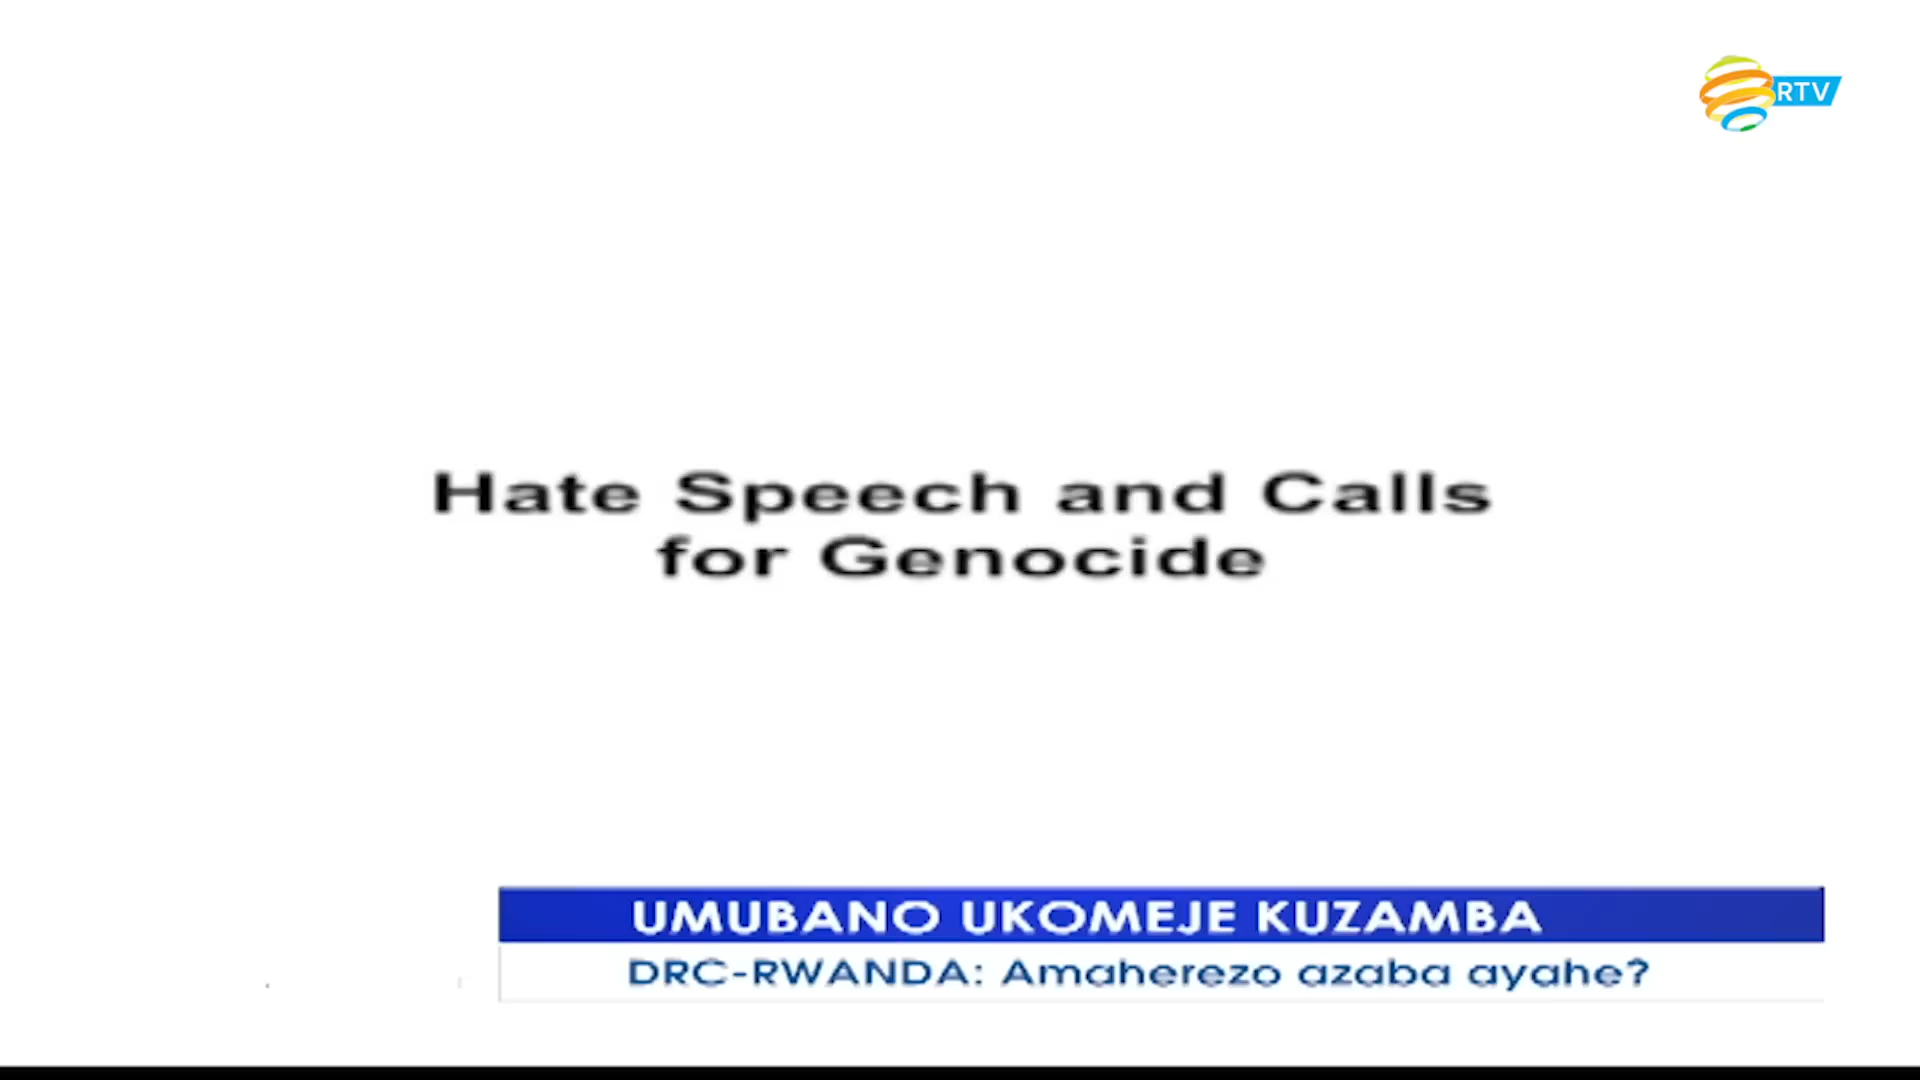 RTV
Hate Speech and Calls
for Genocide
UMUBANO UKOMEJE KUZAMBA
DRC-RWANDA: Amaherezo azaba ayahe?